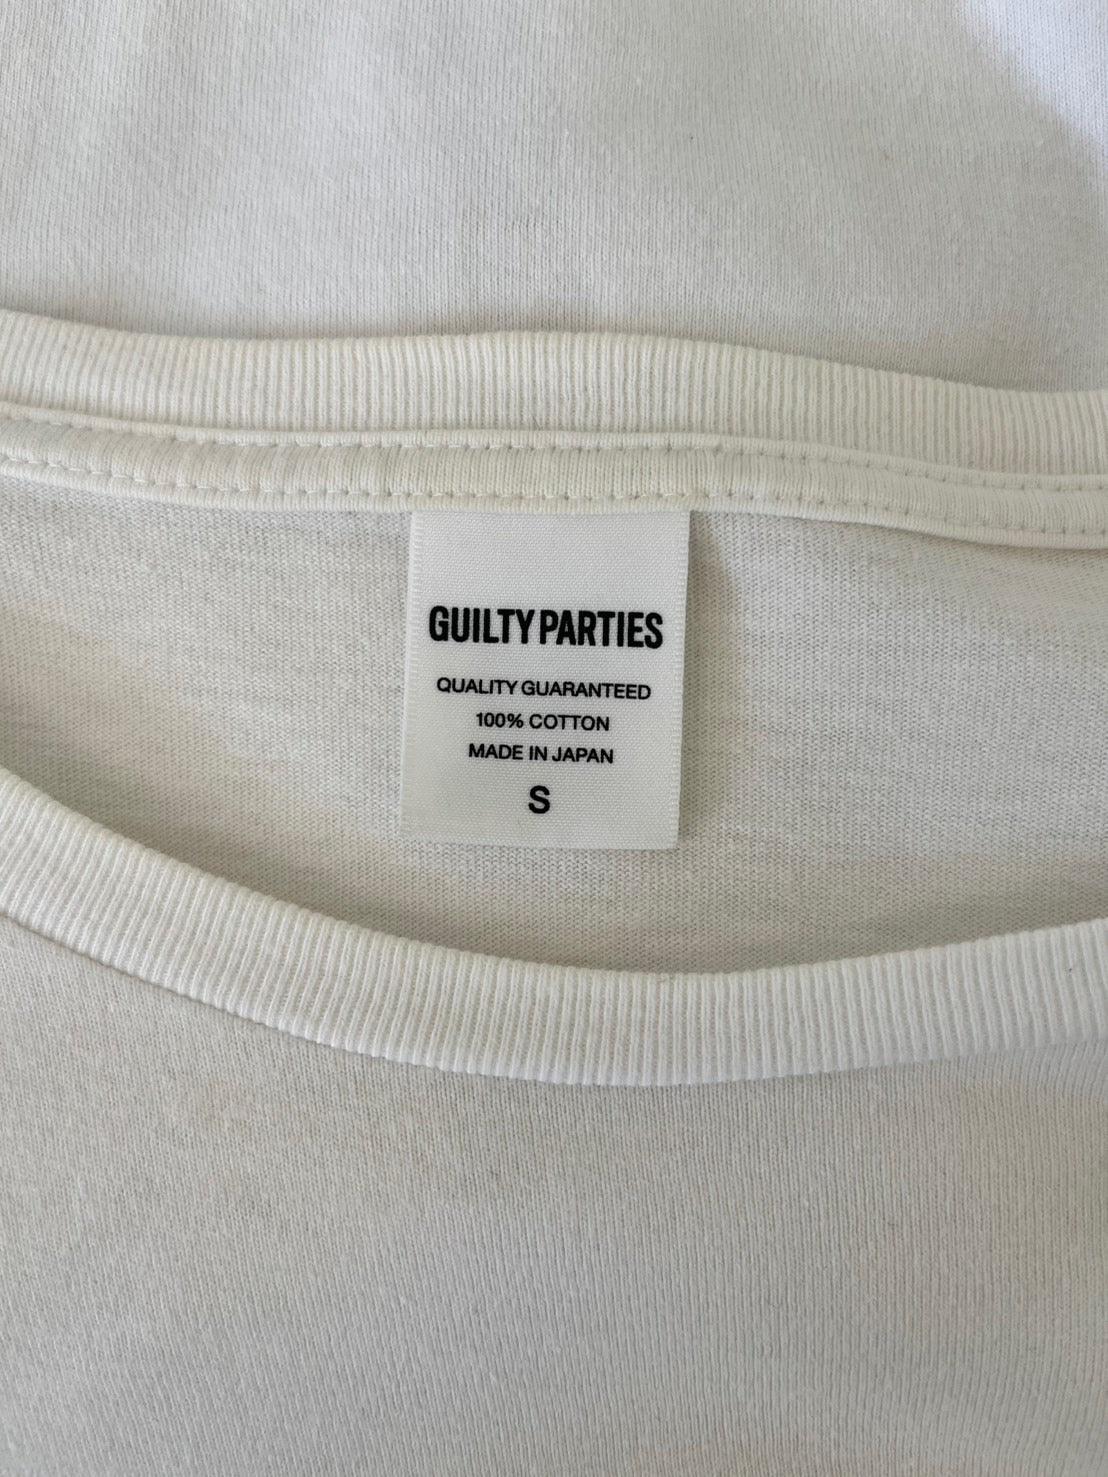 GUILTY PARTIES
QUALITY GUARANTEED
100% COTTON
MADE IN JAPAN
S